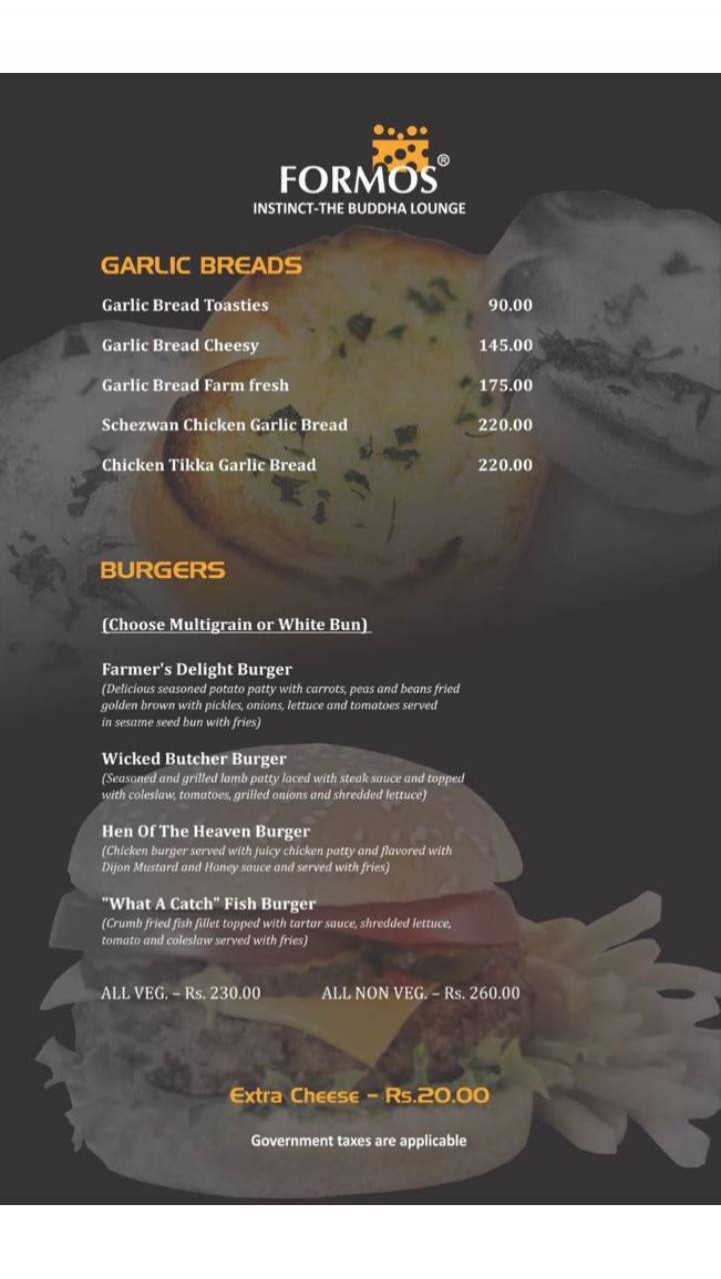 FORMOS®
INSTINCT-THE BUDDHA LOUNGE
GARLIC BREADS
Garlic Bread Toasties 90.00
Garlic Bread Cheesy 145.00
Garlic Bread Farm fresh 175.00
Schezwan Chicken Garlic Bread 220.00
Chicken Tikka Garlic Bread 220.00
BURGERS
(Choose Multigrain or White Bun)
Farmer's Delight Burger
(Delicious seasoned potato patty with carrots, peas and beans fried
golden brown with pickles, onions, lettuce and tomatoes served
in sesame seed bun with fries)
Wicked Butcher Burger
(Seasoned and grilled lamb patty laced with steak sauce and topped
with coleslaw, tomatoes, grilled onions and shredded lettuce)
Hen Of The Heaven Burger
(Chicken burger served with juicy chicken patty and flavored with
Dijon Mustard and Honey sauce and served with fries)
"What A Catch" Fish Burger
(Crumb fried fish fillet topped with tartar sauce, shredded lettuce,
tomato and coleslaw served with fries)
ALL VEG. – Rs. 230.00 ALL NON VEG. – Rs. 260.00
Extra Cheese – Rs.20.00
Government taxes are applicable